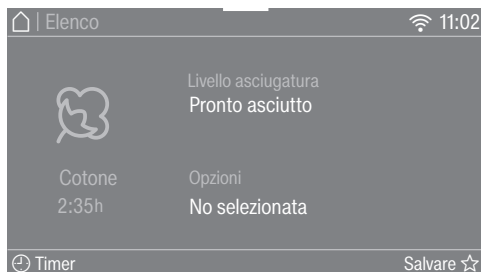 | Elenco 11:02
Livello asciugatura
Pronto asciutto
Cotone
2:35h
Opzioni
No selezionata
Timer
Salvare